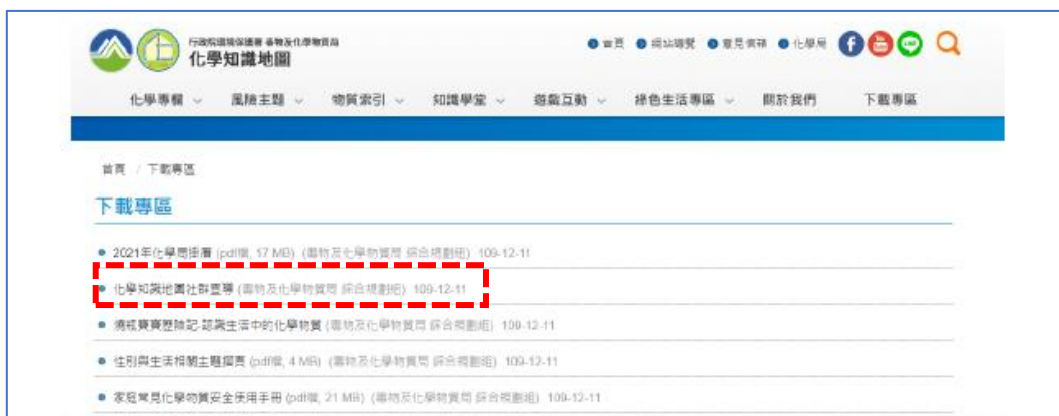 行政院環境保護署 毒物及化學物質局
化學知識地圖
首頁 網站導覽 意見信箱 化學局
化學專欄 風險主題 物質索引 知識學堂 遊戲互動 綠色生活專區 關於我們 下載專區
首頁 / 下載專區
下載專區
2021年化學局掛曆 (pdf檔, 17 MB) (毒物及化學物質局 綜合規劃組) 109-12-11
化學知識地圖社群宣導 (毒物及化學物質局 綜合規劃組) 109-12-11
燒瓶寶寶歷險記-認識生活中的化學物質 (毒物及化學物質局 綜合規劃組) 109-12-11
性別與生活相關主題摺頁 (pdf檔, 4 MB) (毒物及化學物質局 綜合規劃組) 109-12-11
家庭常見化學物質安全使用手冊 (pdf檔, 21 MB) (毒物及化學物質局 綜合規劃組) 109-12-11